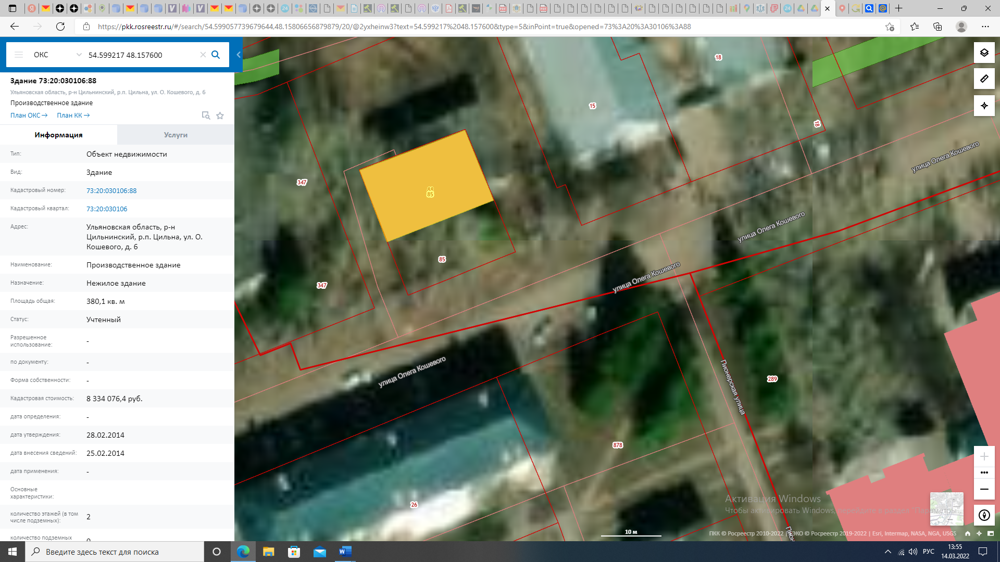 https://pkk.rosreestr.ru/#/search/54.599057739679644,48.15806656879879/20/@2yxheinw3?text=54.599217%2048.157600&type=5&inPoint=true&opened=73%3A20%3A30106%3A88
ОКС
54.599217 48.157600
Здание 73:20:030106:88
Ульяновская область, р-н Цильнинский, р.п. Цильна, ул. О. Кошевого, д. 6
Производственное здание
План ОКС→ План КК→
Информация
Услуги
Тип: Объект недвижимости
Вид: Здание
Кадастровый номер: 73:20:030106:88
Кадастровый квартал: 73:20:030106
Адрес: Ульяновская область, р-н
Цильнинский, р.п. Цильна, ул. О.
Кошевого, д. 6
Наименование: Производственное здание
Назначение: Нежилое здание
Площадь общая: 380,1 кв. м
Статус: Учтенный
Разрешенное
использование: -
по документу: -
Форма собственности: -
Кадастровая стоимость: 8 334 076,4 руб.
дата определения: -
дата утверждения: 28.02.2014
дата внесения сведений: 25.02.2014
дата применения: -
Основные
характеристики:
количество этажей (в том
числе подземных): 2
количество подземных
18
15
18
улица Олега Кошевого
347
88
85
улица Олега Кошевого
85
улица Олега Кошевого
347
улица Олега Кошевого
Пионерская улица
289
878
26
Активация Windows
Чтобы активировать Windows, перейдите в раздел "Параметры".
10 м
ПКК © Росреестр 2010-2022 | ЕЭКО © Росреестр 2019-2022 | Esri, Intermap, NASA, NGA, USGS
Введите здесь текст для поиска
РУС
13:55
14.03.2022